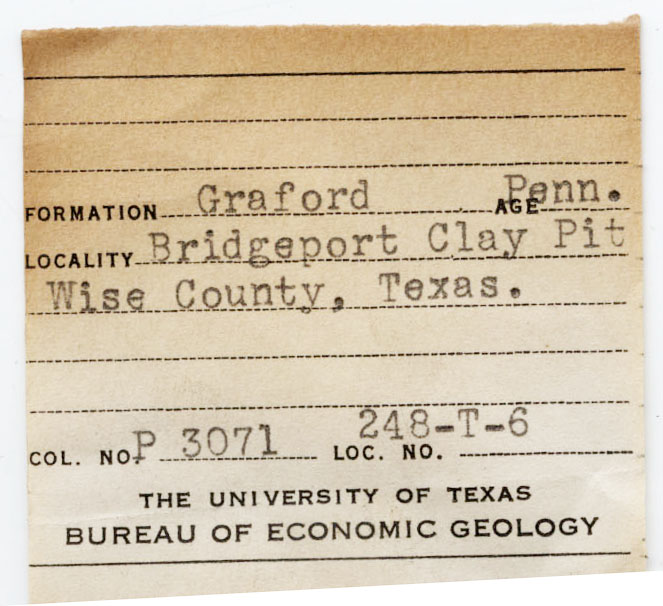 FORMATION Graford AGE Penn.
LOCALITY Bridgeport Clay Pit
Wise County, Texas.
COL. NO. P 3071 LOC. NO. 248-T-6
THE UNIVERSITY OF TEXAS
BUREAU OF ECONOMIC GEOLOGY